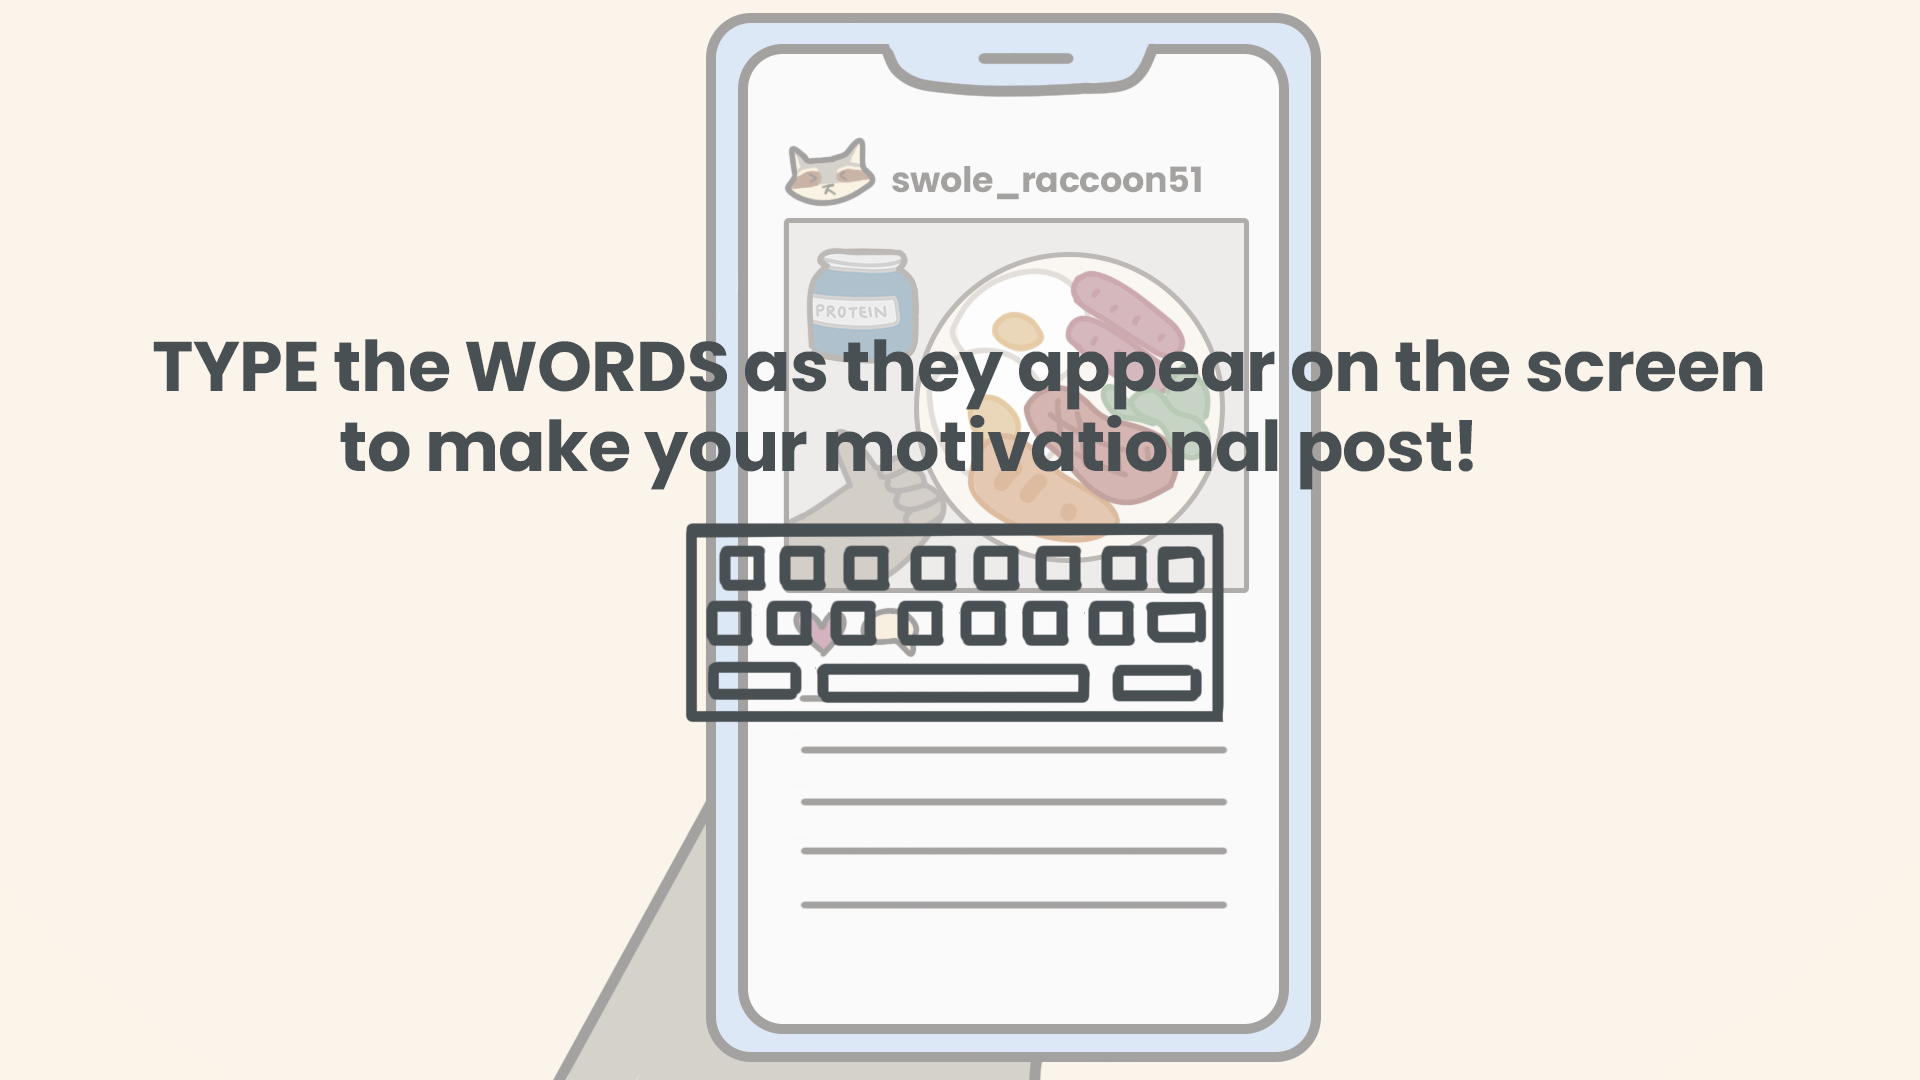 swole_raccoon51
PROTEIN
TYPE the WORDS as they appear on the screen
to make your motivational post!